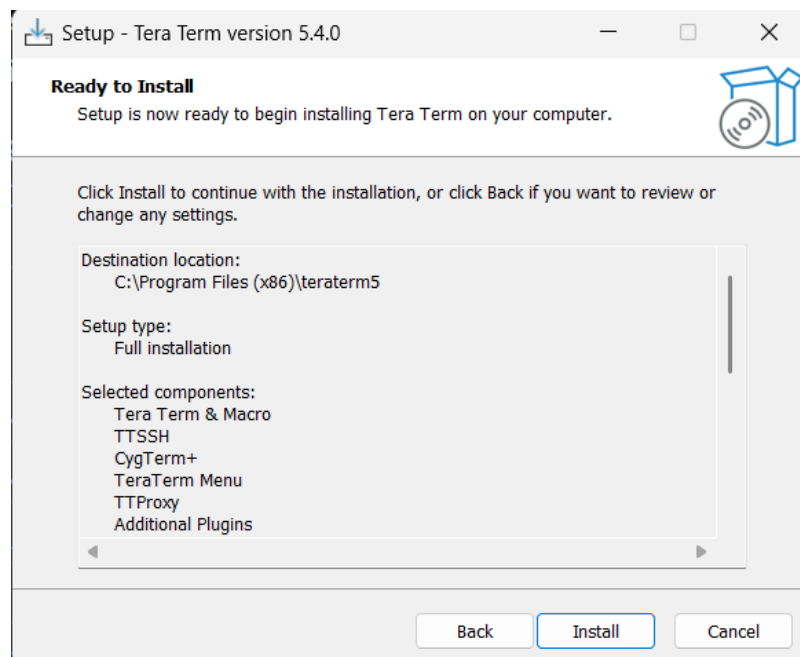 Setup - Tera Term version 5.4.0
Ready to Install
Setup is now ready to begin installing Tera Term on your computer.
Click Install to continue with the installation, or click Back if you want to review or
change any settings.
Destination location:
C:\Program Files (x86)\teraterm5
Setup type:
Full installation
Selected components:
Tera Term & Macro
TTSSH
CygTerm+
TeraTerm Menu
TTProxy
Additional Plugins
Back
Install
Cancel